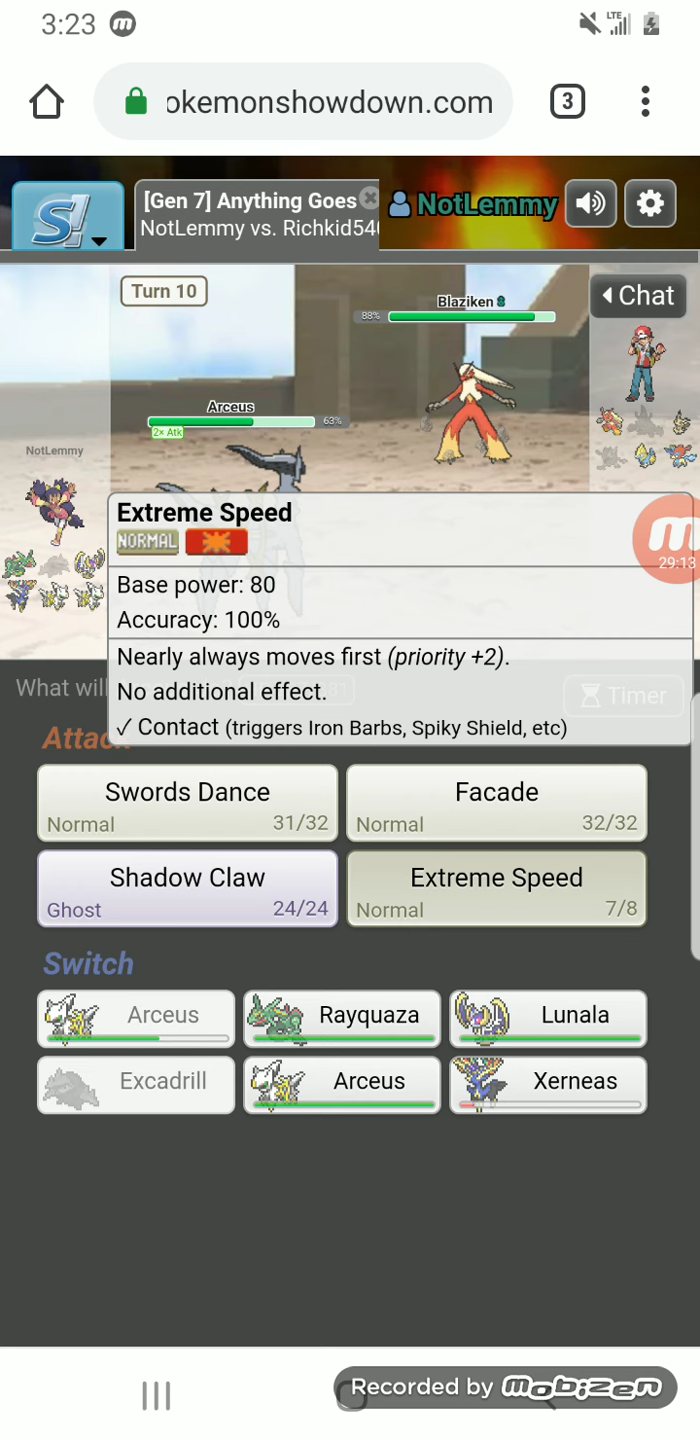 3:23
LTE
okemonshowdown.com
3
S!
[Gen 7] Anything Goes
NotLemmy vs. Richkid54
NotLemmy
Turn 10
Blaziken
88%
Chat
Arceus
63%
2× Atk
NotLemmy
Extreme Speed
NORMAL
Base power: 80
Accuracy: 100%
Nearly always moves first (priority +2).
No additional effect.
✓ Contact (triggers Iron Barbs, Spiky Shield, etc)
29:13
What will
Timer
Attack
Swords Dance
Normal 31/32
Facade
Normal 32/32
Shadow Claw
Ghost 24/24
Extreme Speed
Normal 7/8
Switch
Arceus
Rayquaza
Lunala
Excadrill
Arceus
Xerneas
Recorded by mobizen